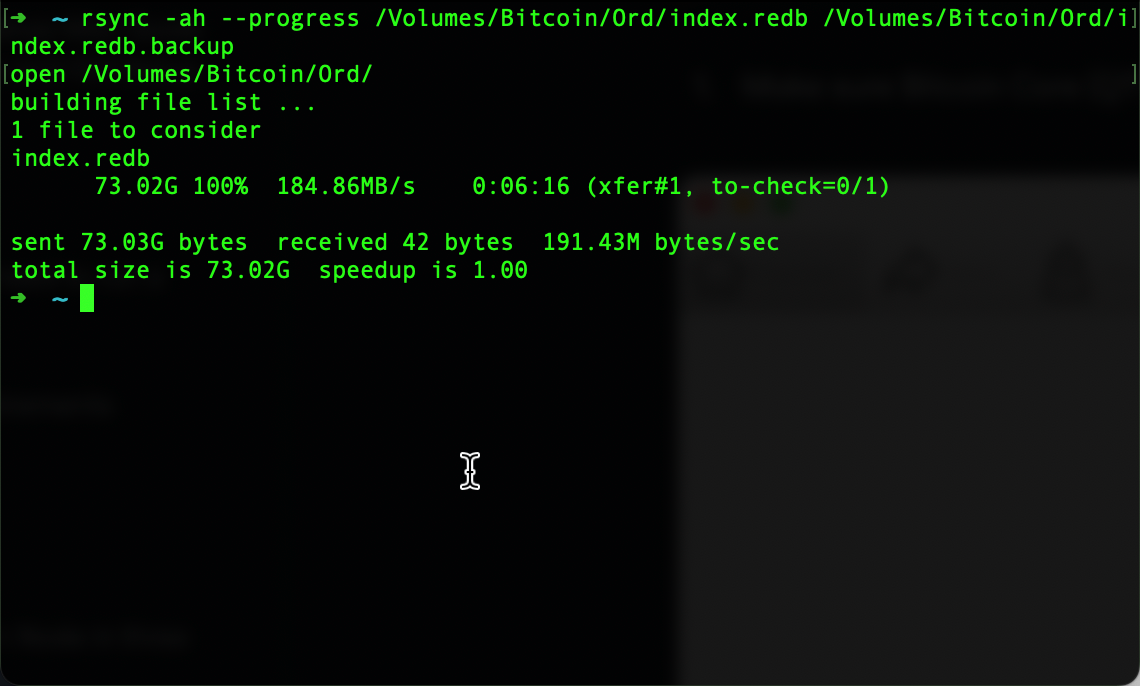 [➜  ~ rsync -ah --progress /Volumes/Bitcoin/Ord/index.redb /Volumes/Bitcoin/Ord/i]
ndex.redb.backup
[open /Volumes/Bitcoin/Ord/ ]
building file list ...
1 file to consider
index.redb
      73.02G 100%  184.86MB/s    0:06:16 (xfer#1, to-check=0/1)
sent 73.03G bytes  received 42 bytes  191.43M bytes/sec
total size is 73.02G  speedup is 1.00
➜  ~